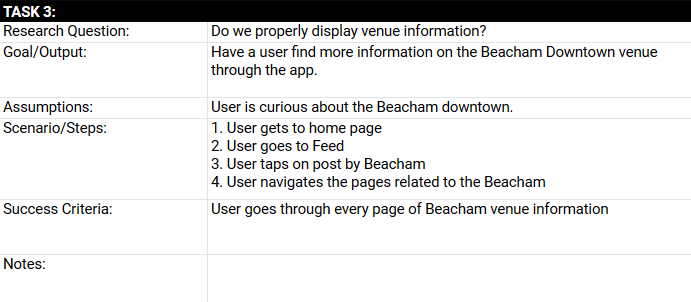 TASK 3:
Research Question: Do we properly display venue information?
Goal/Output: Have a user find more information on the Beacham Downtown venue
through the app.
Assumptions: User is curious about the Beacham downtown.
Scenario/Steps: 1. User gets to home page
2. User goes to Feed
3. User taps on post by Beacham
4. User navigates the pages related to the Beacham
Success Criteria: User goes through every page of Beacham venue information
Notes: